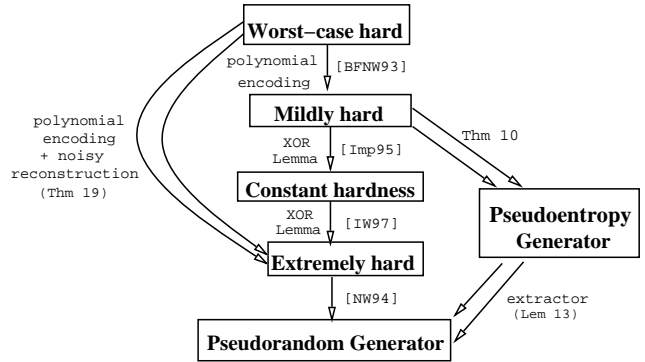 Worst-case hard
polynomial
encoding
[BFNW93]
Mildly hard
polynomial
encoding
+ noisy
reconstruction
(Thm 19)
XOR
Lemma
[Imp95]
Thm 10
Constant hardness
XOR
Lemma
[IW97]
Pseudoentropy
Generator
Extremely hard
[NW94]
extractor
(Lem 13)
Pseudorandom Generator